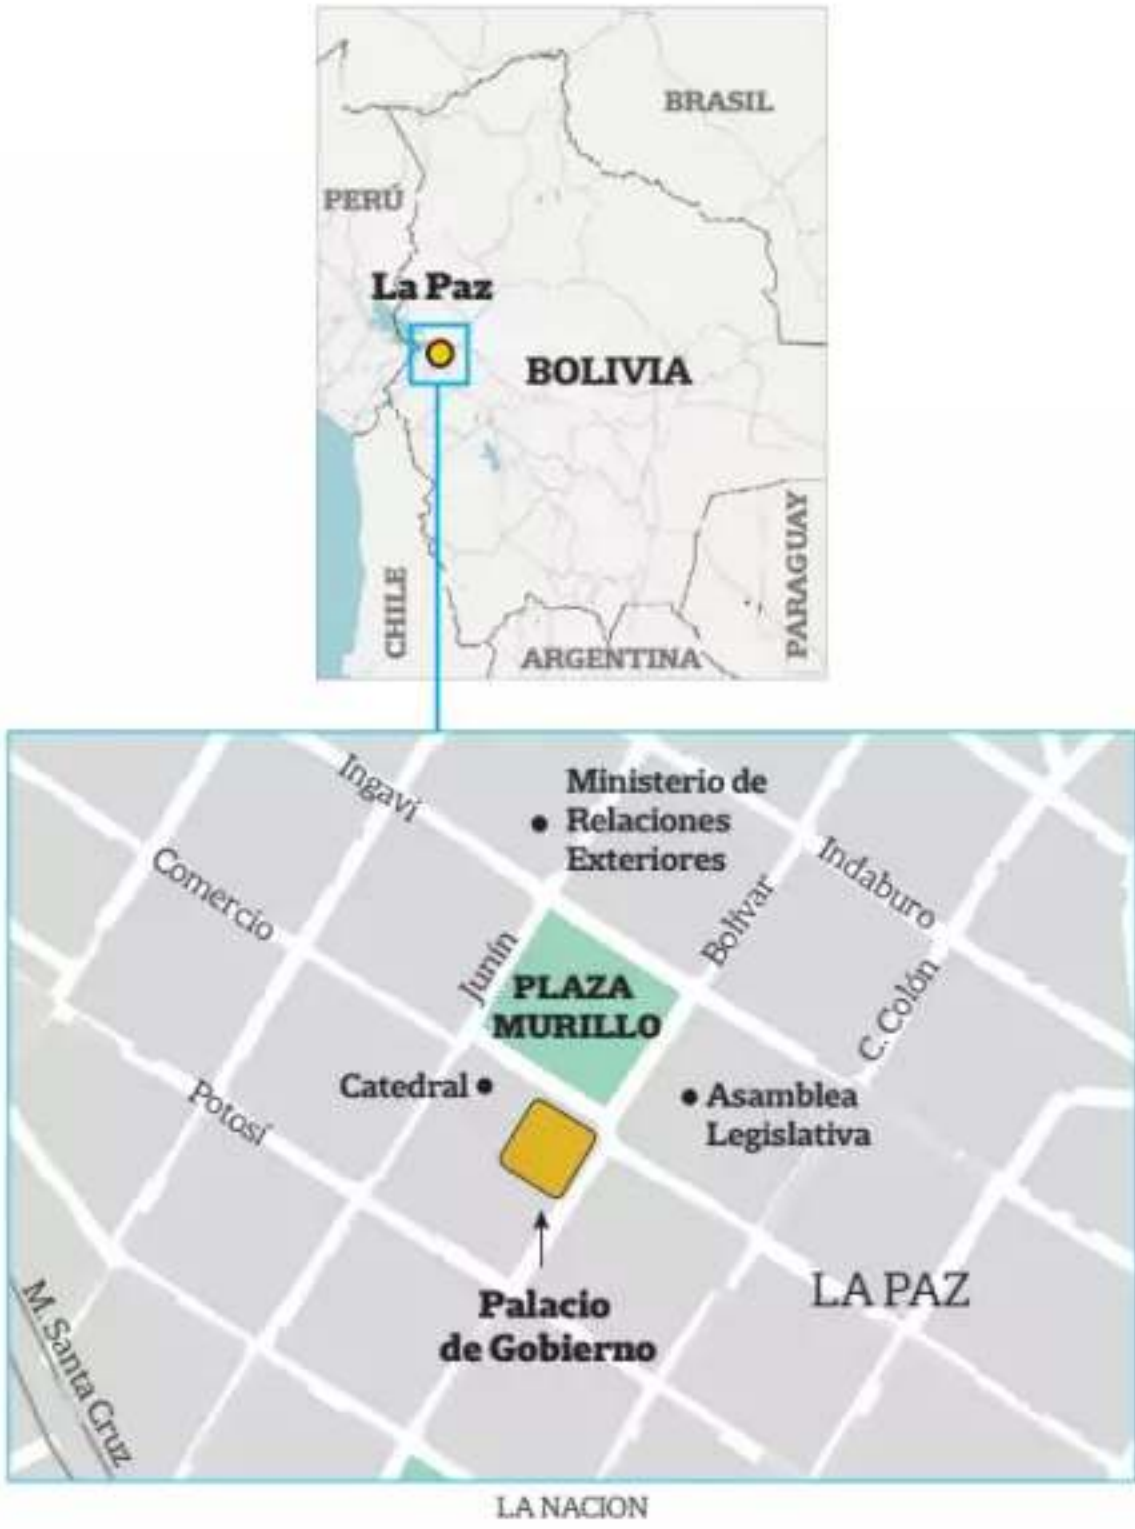 BRASIL
PERÚ
La Paz
BOLIVIA
PARAGUAY
CHILE
ARGENTINA
Ingavi
Ministerio de
Relaciones
Exteriores
Comercio
Indaburo
Bolívar
Junín
PLAZA
MURILLO
C. Colón
Catedral
Potosí
Asamblea
Legislativa
LA PAZ
Palacio
de Gobierno
M. Santa Cruz
LA NACION